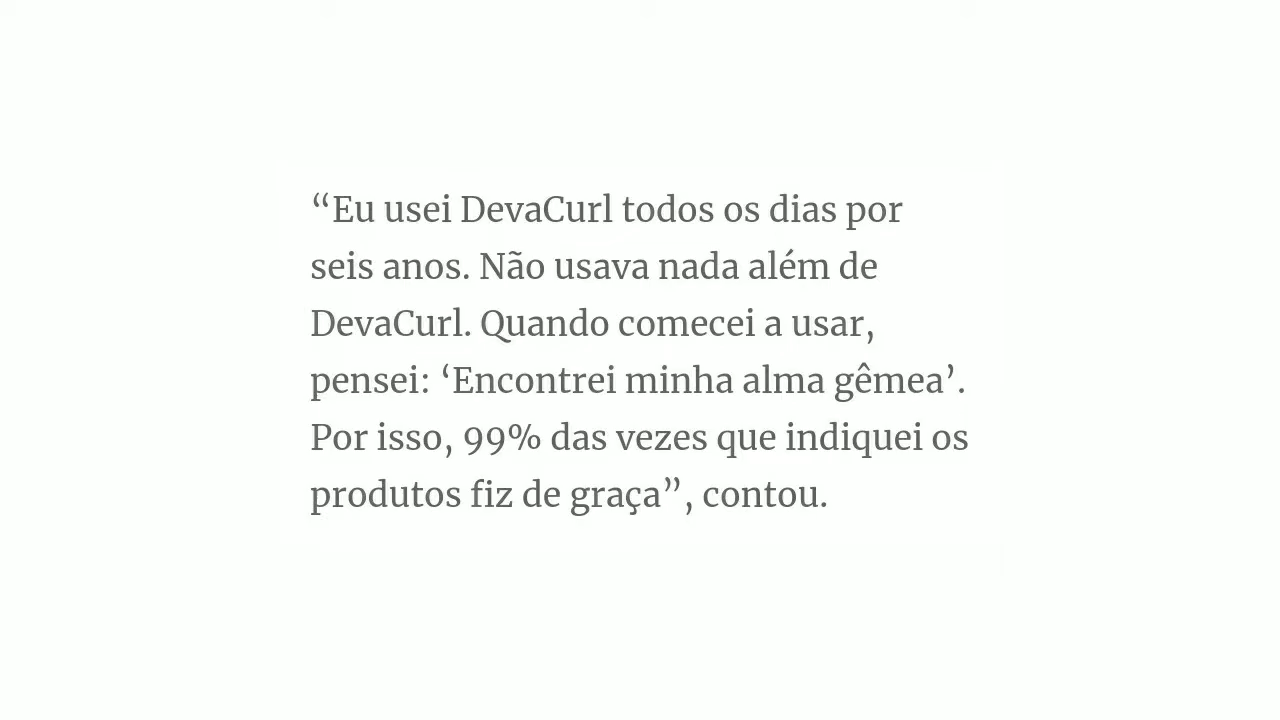 “Eu usei DevaCurl todos os dias por
seis anos. Não usava nada além de
DevaCurl. Quando comecei a usar,
pensei: ‘Encontrei minha alma gêmea’.
Por isso, 99% das vezes que indiquei os
produtos fiz de graça”, contou.